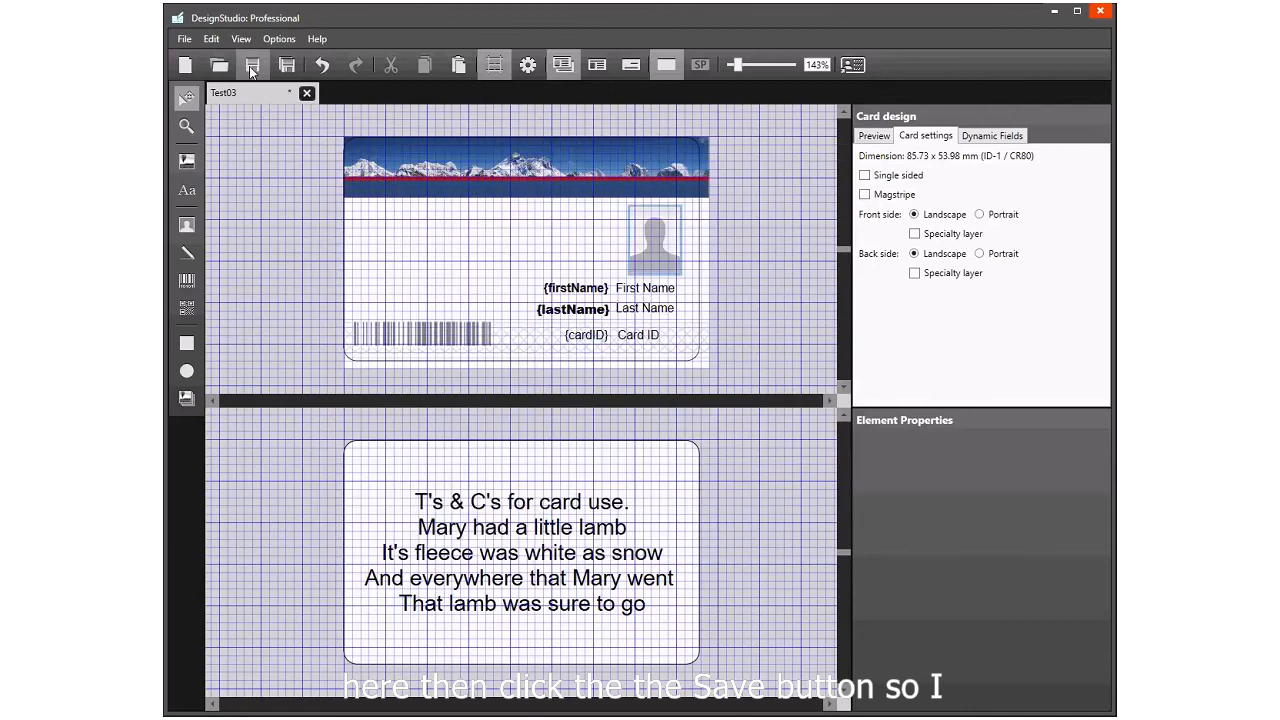 DesignStudio: Professional
File Edit View Options Help
SP 143%
Test03 *
Aa
Card design
Preview Card settings Dynamic Fields
Dimension: 85.73 x 53.98 mm (ID-1 / CR80)
Single sided
Magstripe
Front side: Landscape Portrait
Specialty layer
Back side: Landscape Portrait
Specialty layer
{firstName} First Name
{lastName} Last Name
{cardID} Card ID
Element Properties
T's & C's for card use.
Mary had a little lamb
It's fleece was white as snow
And everywhere that Mary went
That lamb was sure to go
here then click the the Save button so I